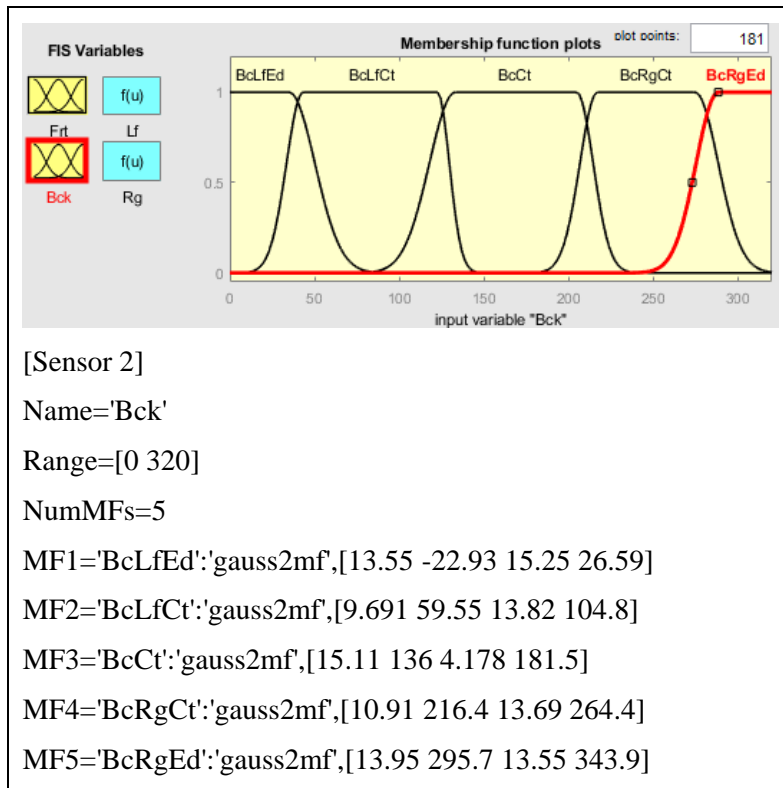 FIS Variables
Membership function plots
plot points:
181
f(u)
Frt
Lf
f(u)
Bck
Rg
BcLfEd
BcLfCt
BcCt
BcRgCt
BcRgEd
1
0.5
0
0
50
100
150
200
250
300
input variable "Bck"
[Sensor 2]
Name='Bck'
Range=[0 320]
NumMFs=5
MF1='BcLfEd':'gauss2mf',[13.55 -22.93 15.25 26.59]
MF2='BcLfCt':'gauss2mf',[9.691 59.55 13.82 104.8]
MF3='BcCt':'gauss2mf',[15.11 136 4.178 181.5]
MF4='BcRgCt':'gauss2mf',[10.91 216.4 13.69 264.4]
MF5='BcRgEd':'gauss2mf',[13.95 295.7 13.55 343.9]